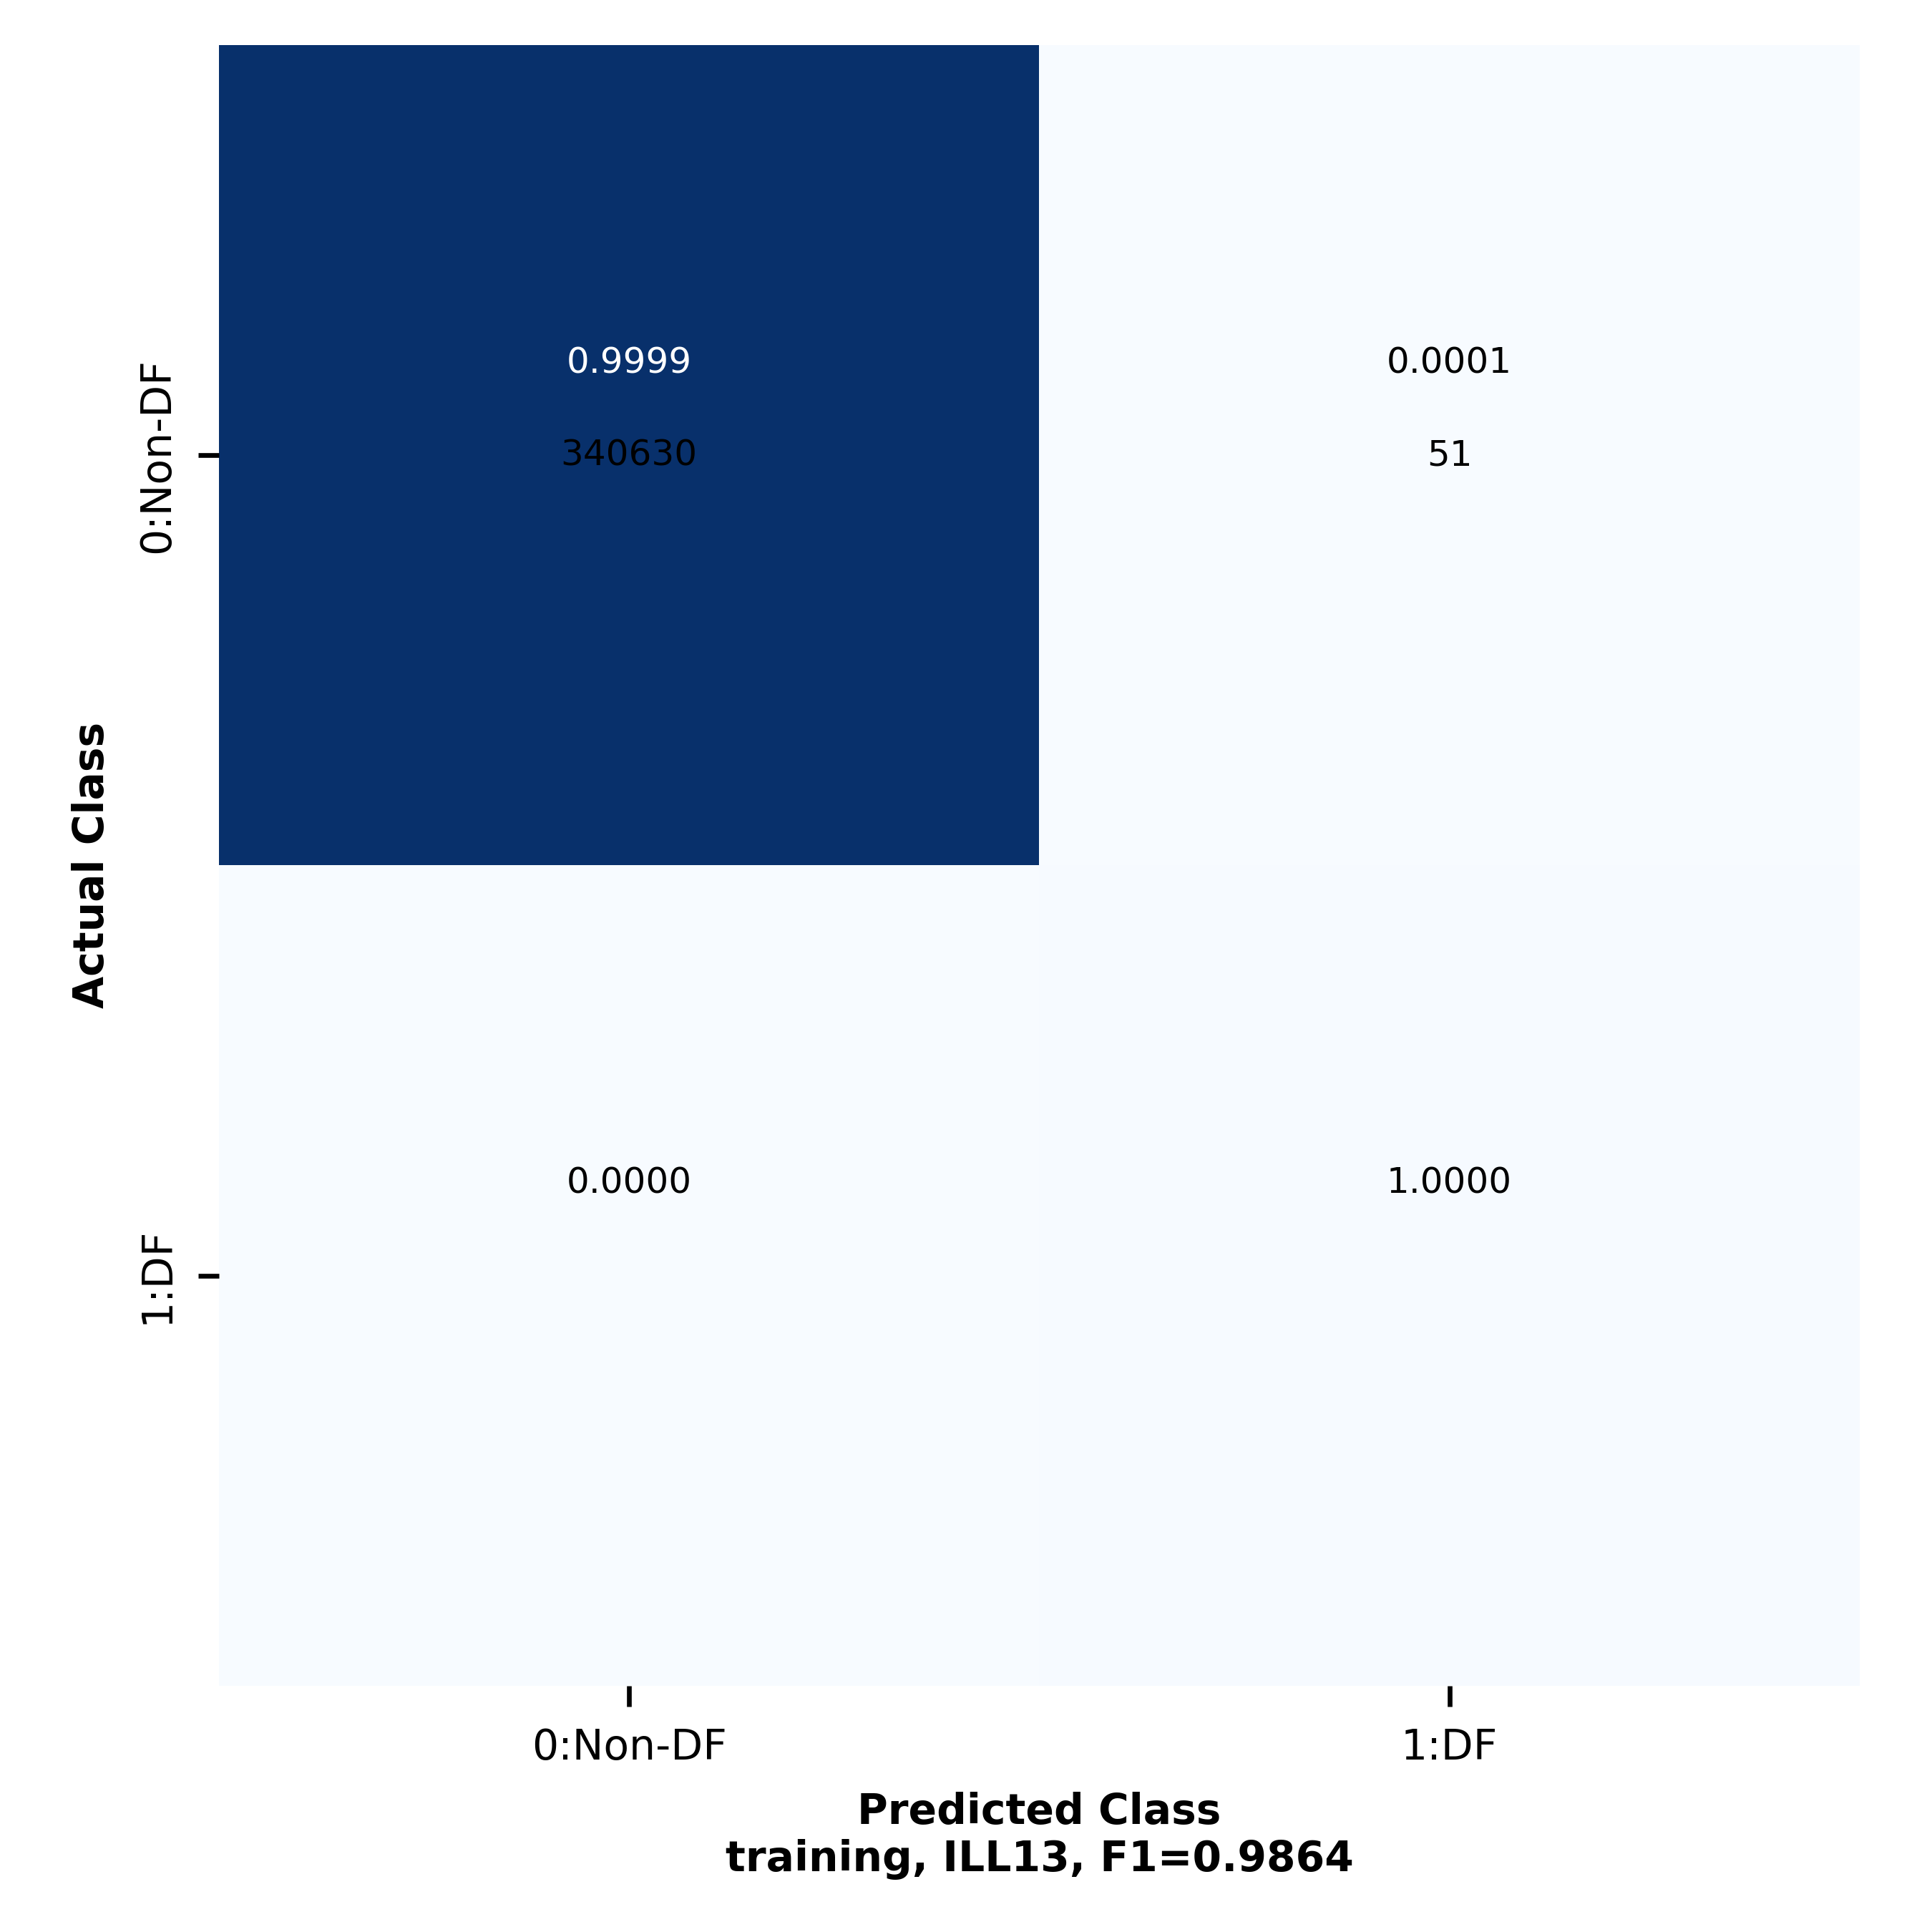 Actual Class
0:Non-DF
0.9999
0.0001
340630
51
1:DF
0.0000
1.0000
0:Non-DF
1:DF
Predicted Class
training, ILL13, F1=0.9864